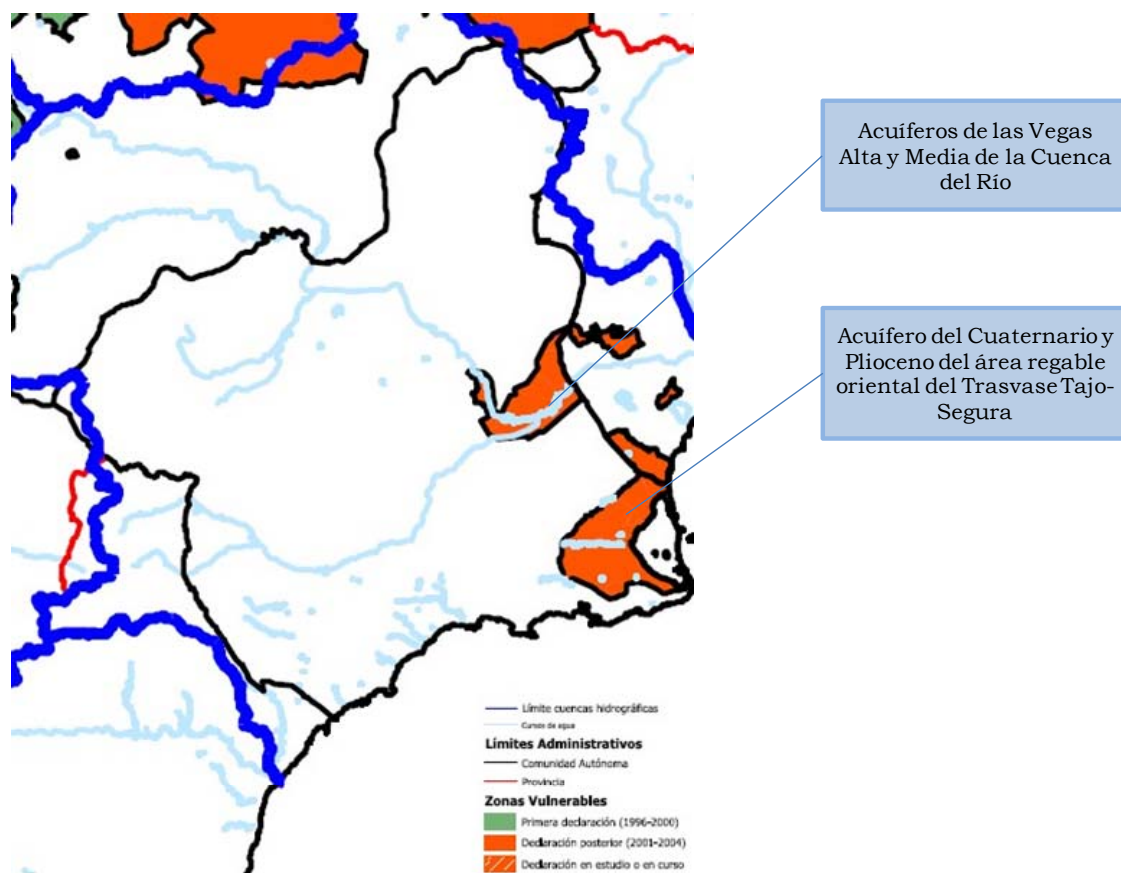 Acuíferos de las Vegas
Alta y Media de la Cuenca
del Río
Acuífero del Cuaternario y
Plioceno del área regable
oriental del Trasvase Tajo-
Segura
Límite cuencas hidrográficas
Cursos de agua
Límites Administrativos
Comunidad Autónoma
Provincia
Zonas Vulnerables
Primera declaración (1996-2000)
Declaración posterior (2001-2004)
Declaración en estudio o en curso